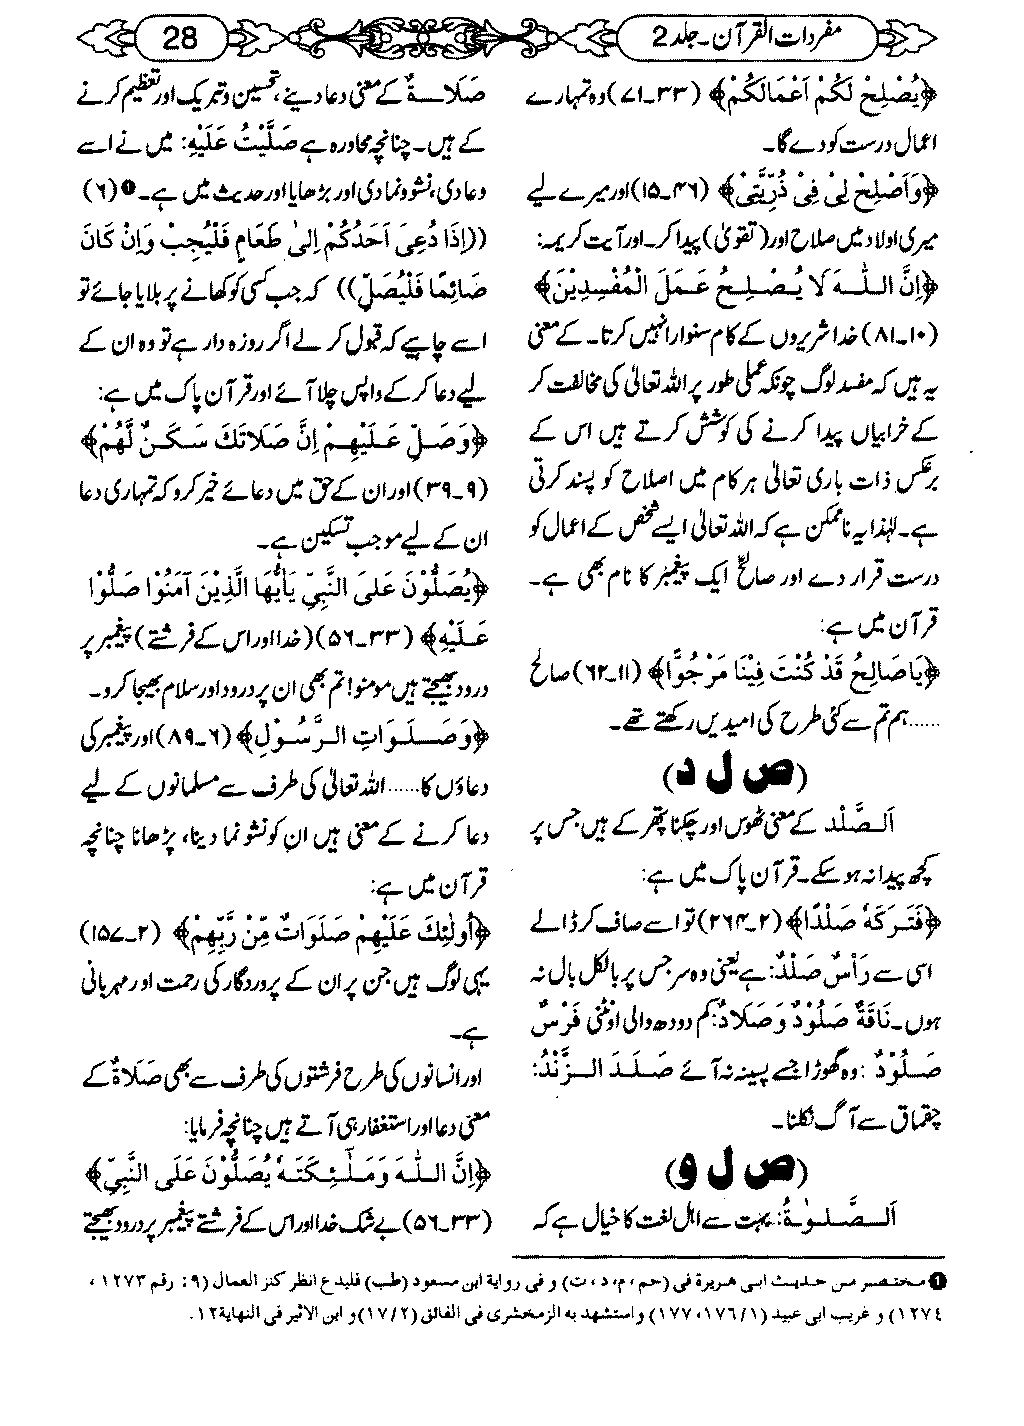 مفردات القرآن۔ جلد 2
28
﴿يُصْلِحْ لَكُمْ اَعْمَالَكُمْ﴾ (۳۳۔۷۱) وہ تمہارے
اعمال درست کردے گا۔
﴿وَاَصْلِحْ لِىْ فِىْ ذُرِّيَّتِىْ﴾ (۴۶۔۱۵) اور میرے لیے
میری اولاد میں صلاح اور (تقویٰ) پیدا کر۔ اور آیت کریمہ:
﴿اِنَّ اللّٰهَ لَا يُصْلِحُ عَمَلَ الْمُفْسِدِيْنَ﴾
(۱۰۔۸۱) خدا شریروں کے کام سنوارا نہیں کرتا۔ کے معنی
یہ ہیں کہ مفسد لوگ چونکہ عملی طور پر اللہ تعالیٰ کی مخالفت کر
کے خرابیاں پیدا کرنے کی کوشش کرتے ہیں اس کے
برعکس ذات باری تعالیٰ ہر کام میں اصلاح کو پسند کرتی
ہے۔ لہٰذا یہ ناممکن ہے کہ اللہ تعالیٰ ایسے شخص کے اعمال کو
درست قرار دے اور صالحؑ ایک پیغمبر کا نام بھی ہے۔
قرآن میں ہے:
﴿يَاصَالِحُ قَدْ كُنْتَ فِيْنَا مَرْجُوًّا﴾ (۱۱۔۶۲) صالح
...... ہم تم سے کئی طرح کی امیدیں رکھتے تھے۔
(ص ل د)
اَلصَّلْد کے معنی ٹھوس اور چکنا پتھر کے ہیں جس پر
کچھ پیدا نہ ہوسکے۔ قرآن پاک میں ہے:
﴿فَتَرَكَهٗ صَلْدًا﴾ (۲۔۲۶۴) تو اسے صاف کر ڈالے
اسی سے رَأْسٌ صَلْدٌ: ہے یعنی وہ سر جس پر بالکل بال نہ
ہوں۔ نَاقَةٌ صَلُوْدٌ وَصَلَادٌ: کم دودھ والی اونٹنی فَرَسٌ
صَلُوْدٌ: وہ گھوڑا جسے پسینہ نہ آئے صَلَدَ الزَّنْدُ:
چقماق سے آگ نکلنا۔
(ص ل و)
اَلصَّلٰوةُ: بہت سے اہل لغت کا خیال ہے کہ
صَلَاةٌ کے معنی دعا دینے، تحسین و تبریک اور تعظیم کرنے
کے ہیں۔ چنانچہ محاورہ ہے صَلَّيْتُ عَلَيْهِ: میں نے اسے
دعا دی، نشوونما دی اور بڑھایا اور حدیث میں ہے۔❶ (۶)
((اِذَا دُعِىَ اَحَدُكُمْ اِلىٰ طَعَامٍ فَلْيُجِبْ وَاِنْ كَانَ
صَائِمًا فَلْيُصَلِّ)) کہ جب کسی کو کھانے پر بلایا جائے تو
اسے چاہیے کہ قبول کرلے اگر روزہ دار ہے تو وہ ان کے
لیے دعا کرکے واپس چلا آئے اور قرآن پاک میں ہے:
﴿وَصَلِّ عَلَيْهِمْ اِنَّ صَلَاتَكَ سَكَنٌ لَّهُمْ﴾
(۹۔۳۹) اور ان کے حق میں دعائے خیر کرو کہ تمہاری دعا
ان کے لیے موجب تسکین ہے۔
﴿يُصَلُّوْنَ عَلَى النَّبِىِّ يَاَيُّهَا الَّذِيْنَ آمَنُوْا صَلُّوْا
عَلَيْهِ﴾ (۳۳۔۵۶) (خدا اور اس کے فرشتے) پیغمبر پر
درود بھیجتے ہیں مومنو! تم بھی ان پر درود اور سلام بھیجا کرو۔
﴿وَصَلَوَاتِ الرَّسُوْلِ﴾ (۶۔۸۹) اور پیغمبر کی
دعاؤں کا...... اللہ تعالیٰ کی طرف سے مسلمانوں کے لیے
دعا کرنے کے معنی ہیں ان کو نشوونما دینا، بڑھانا چنانچہ
قرآن میں ہے:
﴿اُولٰئِكَ عَلَيْهِمْ صَلَوَاتٌ مِّنْ رَّبِّهِمْ﴾ (۲۔۱۵۷)
یہی لوگ ہیں جن پر ان کے پروردگار کی رحمت اور مہربانی
ہے۔
اور انسانوں کی طرح فرشتوں کی طرف سے بھی صَلَاةٌ کے
معنی دعا اور استغفار ہی آتے ہیں چنانچہ فرمایا:
﴿اِنَّ اللّٰهَ وَمَلٰٓئِكَتَهٗ يُصَلُّوْنَ عَلَى النَّبِىِّ﴾
(۳۳۔۵۶) بے شک خدا اور اس کے فرشتے پیغمبر پر درود بھیجتے
❶ مختصر من حديث ابى هريرة فى (حم، م، د، ت) و فى رواية ابن مسعود (طب) فليدع انظر كنز العمال (۹: رقم ۱۲۷۳،
۱۲۷۴) و غريب ابى عبيد (۱/۱۷۶، ۱۷۷) واستشهد به الزمخشرى فى الفائق (۲/۱۷) و ابن الاثير فى النهاية۱۲.